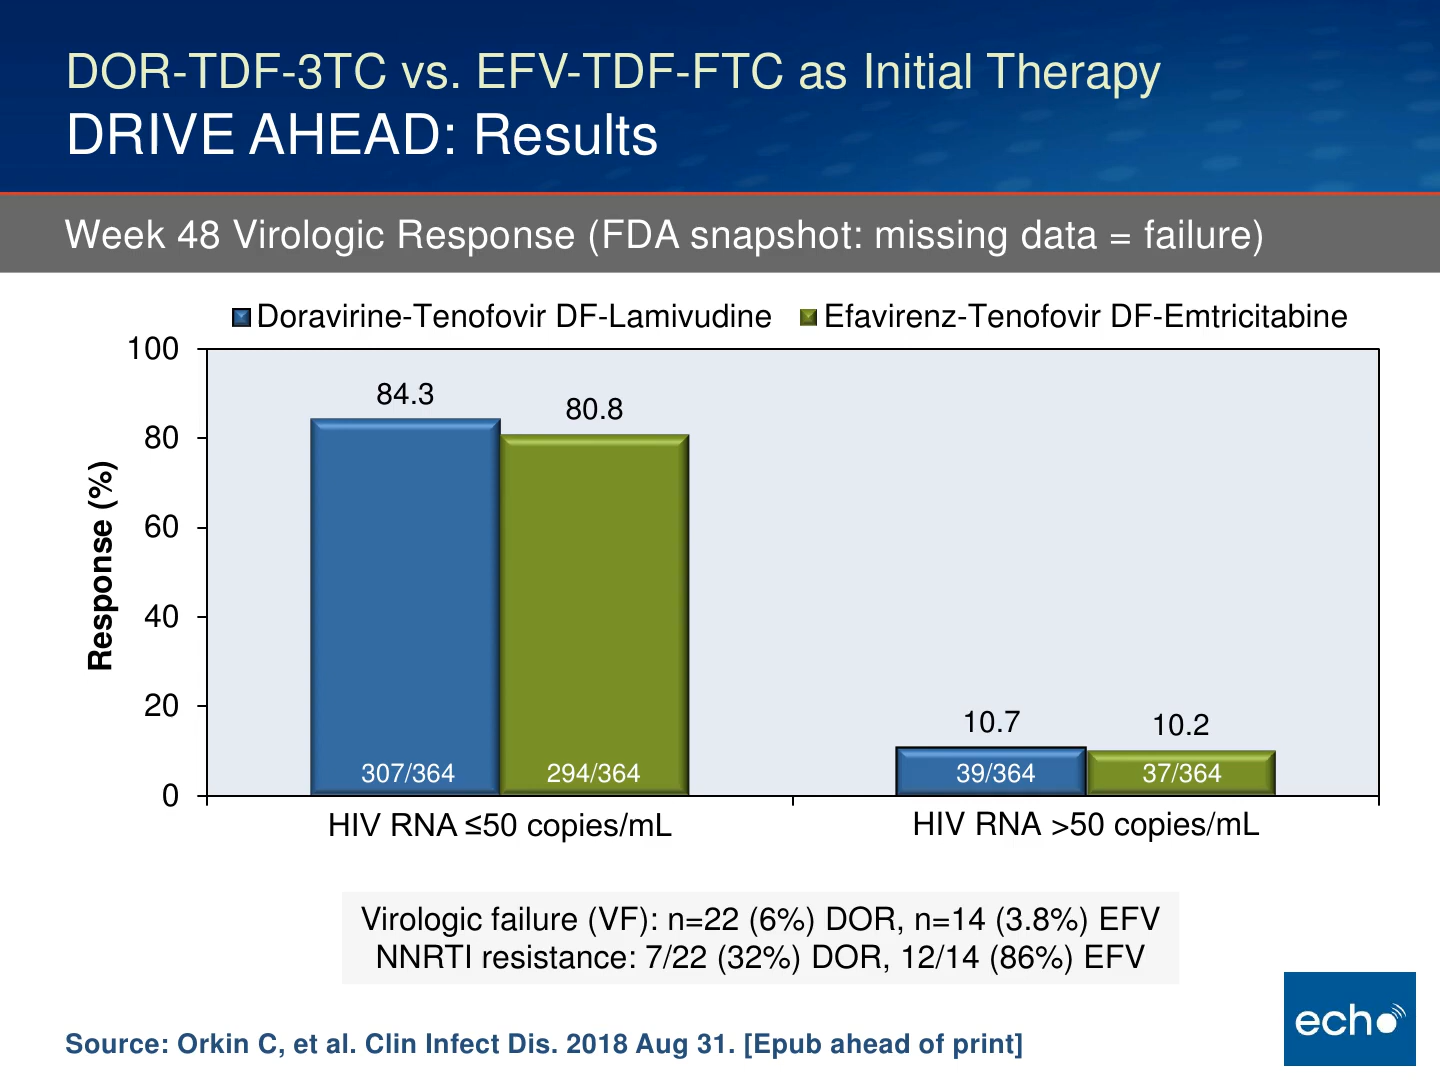 DOR-TDF-3TC vs. EFV-TDF-FTC as Initial Therapy
DRIVE AHEAD: Results
Week 48 Virologic Response (FDA snapshot: missing data = failure)
Doravirine-Tenofovir DF-Lamivudine
Efavirenz-Tenofovir DF-Emtricitabine
Response (%)
100
80
60
40
20
0
84.3
80.8
10.7
10.2
307/364
294/364
39/364
37/364
HIV RNA ≤50 copies/mL
HIV RNA >50 copies/mL
Virologic failure (VF): n=22 (6%) DOR, n=14 (3.8%) EFV
NNRTI resistance: 7/22 (32%) DOR, 12/14 (86%) EFV
Source: Orkin C, et al. Clin Infect Dis. 2018 Aug 31. [Epub ahead of print]
echo